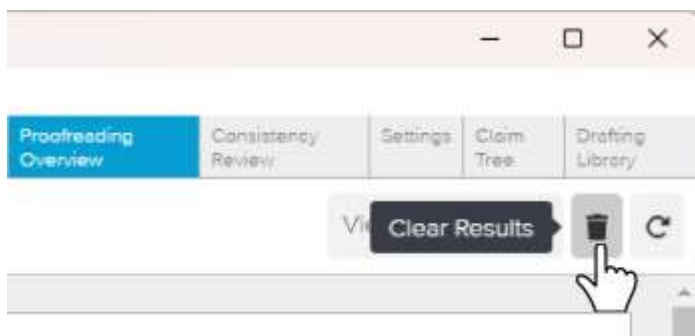 Proofreading
Overview
Consistency
Review
Settings
Claim
Tree
Drafting
Library
Clear Results